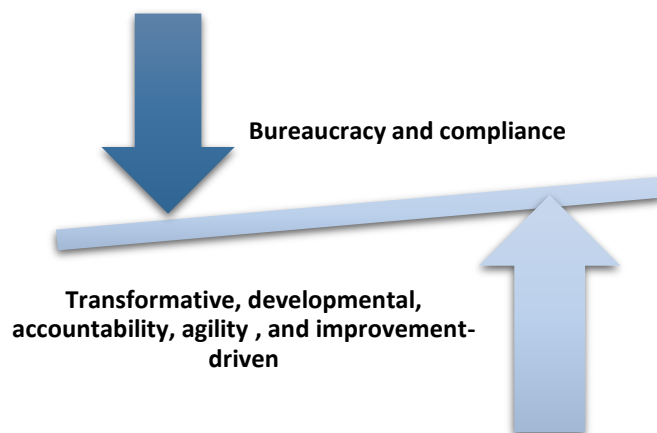 Bureaucracy and compliance
Transformative, developmental,
accountability, agility , and improvement-
driven